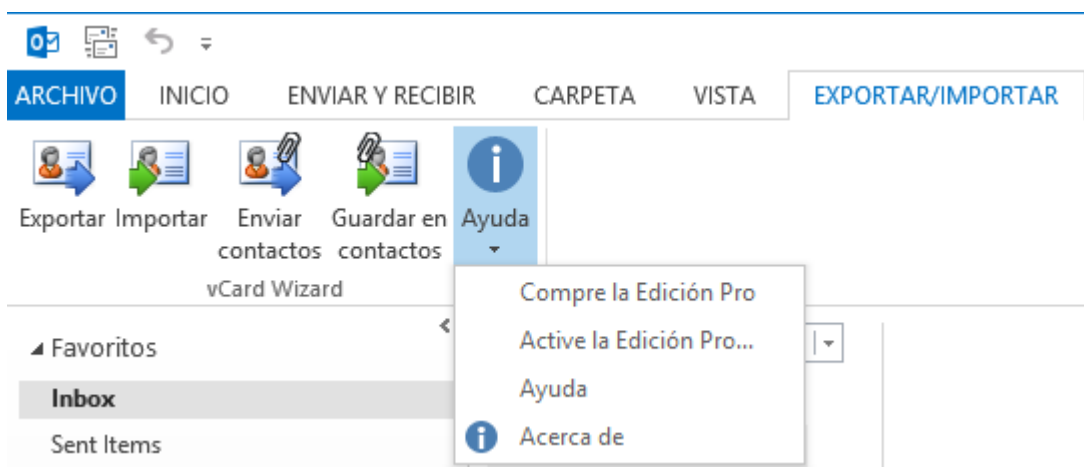 ARCHIVO INICIO ENVIAR Y RECIBIR CARPETA VISTA EXPORTAR/IMPORTAR
Exportar Importar Enviar Guardar en Ayuda
contactos contactos
vCard Wizard
Compre la Edición Pro
Favoritos
Active la Edición Pro...
Inbox
Ayuda
Sent Items
Acerca de